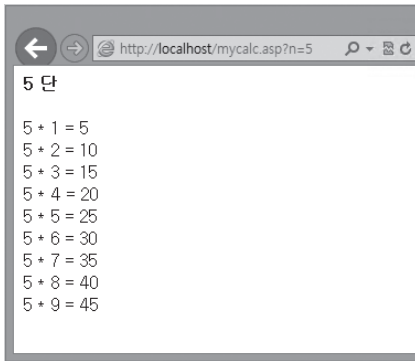 http://localhost/mycalc.asp?n=5
5 단
5 * 1 = 5
5 * 2 = 10
5 * 3 = 15
5 * 4 = 20
5 * 5 = 25
5 * 6 = 30
5 * 7 = 35
5 * 8 = 40
5 * 9 = 45